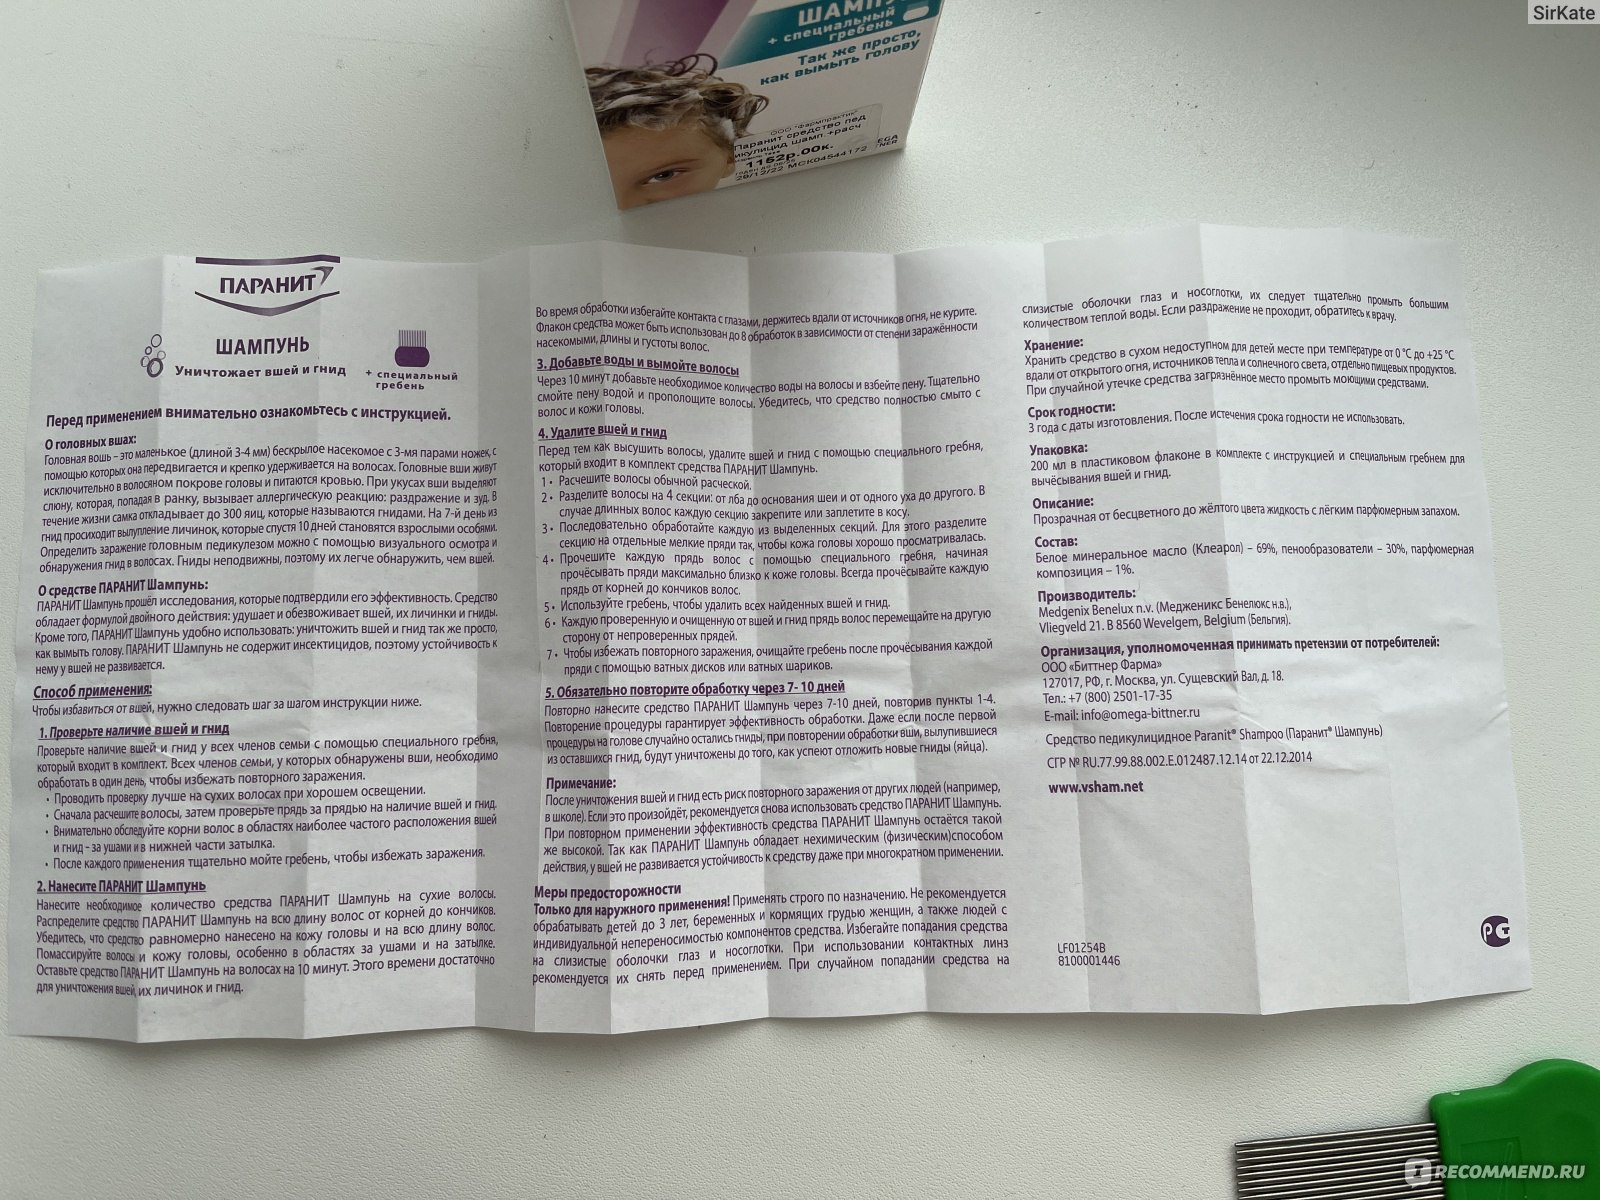 SirKate
ШАМПУ
+ специальный
гребень
Так же просто,
как вымыть голову
ООО "Фармпрактик"
Паранит средство пед
икулицид шамп +расч
1152р.00к.
29/12/22 МСК04544172
ПАРАНИТ
ШАМПУНЬ
Уничтожает вшей и гнид
+ специальный
гребень
Перед применением внимательно ознакомьтесь с инструкцией.
О головных вшах:
Головная вошь – это маленькое (длиной 3-4 мм) бескрылое насекомое с 3-мя парами ножек, с
помощью которых она передвигается и крепко удерживается на волосах. Головные вши живут
исключительно в волосяном покрове головы и питаются кровью. При укусах вши выделяют
слюну, которая, попадая в ранку, вызывает аллергическую реакцию: раздражение и зуд. В
течение жизни самка откладывает до 300 яиц, которые называются гнидами. На 7-й день из
гнид происходит вылупление личинок, которые спустя 10 дней становятся взрослыми особями.
Определить заражение головным педикулезом можно с помощью визуального осмотра и
обнаружения гнид в волосах. Гниды неподвижны, поэтому их легче обнаружить, чем вшей.
О средстве ПАРАНИТ Шампунь:
ПАРАНИТ Шампунь прошёл исследования, которые подтвердили его эффективность. Средство
обладает формулой двойного действия: удушает и обезвоживает вшей, их личинки и гниды.
Кроме того, ПАРАНИТ Шампунь удобно использовать: уничтожить вшей и гнид так же просто,
как вымыть голову. ПАРАНИТ Шампунь не содержит инсектицидов, поэтому устойчивость к
нему у вшей не развивается.
Способ применения:
Чтобы избавиться от вшей, нужно следовать шаг за шагом инструкции ниже.
1. Проверьте наличие вшей и гнид
Проверьте наличие вшей и гнид у всех членов семьи с помощью специального гребня,
который входит в комплект. Всех членов семьи, у которых обнаружены вши, необходимо
обработать в один день, чтобы избежать повторного заражения.
• Проводить проверку лучше на сухих волосах при хорошем освещении.
• Сначала расчешите волосы, затем проверьте прядь за прядью на наличие вшей и гнид.
• Внимательно обследуйте корни волос в областях наиболее частого расположения вшей
и гнид - за ушами и в нижней части затылка.
• После каждого применения тщательно мойте гребень, чтобы избежать заражения.
2. Нанесите ПАРАНИТ Шампунь
Нанесите необходимое количество средства ПАРАНИТ Шампунь на сухие волосы.
Распределите средство ПАРАНИТ Шампунь на всю длину волос от корней до кончиков.
Убедитесь, что средство равномерно нанесено на кожу головы и на всю длину волос.
Помассируйте волосы и кожу головы, особенно в областях за ушами и на затылке.
Оставьте средство ПАРАНИТ Шампунь на волосах на 10 минут. Этого времени достаточно
для уничтожения вшей, их личинок и гнид.
Во время обработки избегайте контакта с глазами, держитесь вдали от источников огня, не курите.
Флакон средства может быть использован до 8 обработок в зависимости от степени заражённости
насекомыми, длины и густоты волос.
3. Добавьте воды и вымойте волосы
Через 10 минут добавьте необходимое количество воды на волосы и взбейте пену. Тщательно
смойте пену водой и прополощите волосы. Убедитесь, что средство полностью смыто с
волос и кожи головы.
4. Удалите вшей и гнид
Перед тем как высушить волосы, удалите вшей и гнид с помощью специального гребня,
который входит в комплект средства ПАРАНИТ Шампунь.
1 • Расчешите волосы обычной расческой.
2 • Разделите волосы на 4 секции: от лба до основания шеи и от одного уха до другого. В
случае длинных волос каждую секцию закрепите или заплетите в косу.
3 • Последовательно обработайте каждую из выделенных секций. Для этого разделите
секцию на отдельные мелкие пряди так, чтобы кожа головы хорошо просматривалась.
4 • Прочешите каждую прядь волос с помощью специального гребня, начиная
прочёсывать пряди максимально близко к коже головы. Всегда прочёсывайте каждую
прядь от корней до кончиков волос.
5 • Используйте гребень, чтобы удалить всех найденных вшей и гнид.
6 • Каждую проверенную и очищенную от вшей и гнид прядь волос перемещайте на другую
сторону от непроверенных прядей.
7 • Чтобы избежать повторного заражения, очищайте гребень после прочёсывания каждой
пряди с помощью ватных дисков или ватных шариков.
5. Обязательно повторите обработку через 7- 10 дней
Повторно нанесите средство ПАРАНИТ Шампунь через 7-10 дней, повторив пункты 1-4.
Повторение процедуры гарантирует эффективность обработки. Даже если после первой
процедуры на голове случайно остались гниды, при повторении обработки вши, вылупившиеся
из оставшихся гнид, будут уничтожены до того, как успеют отложить новые гниды (яйца).
Примечание:
После уничтожения вшей и гнид есть риск повторного заражения от других людей (например,
в школе). Если это произойдёт, рекомендуется снова использовать средство ПАРАНИТ Шампунь.
При повторном применении эффективность средства ПАРАНИТ Шампунь остаётся такой
же высокой. Так как ПАРАНИТ Шампунь обладает нехимическим (физическим)способом
действия, у вшей не развивается устойчивость к средству даже при многократном применении.
Меры предосторожности
Только для наружного применения! Применять строго по назначению. Не рекомендуется
обрабатывать детей до 3 лет, беременных и кормящих грудью женщин, а также людей с
индивидуальной непереносимостью компонентов средства. Избегайте попадания средства
на слизистые оболочки глаз и носоглотки. При использовании контактных линз
рекомендуется их снять перед применением. При случайном попадании средства на
слизистые оболочки глаз и носоглотки, их следует тщательно промыть большим
количеством теплой воды. Если раздражение не проходит, обратитесь к врачу.
Хранение:
Хранить средство в сухом недоступном для детей месте при температуре от 0 °С до +25 °С
вдали от открытого огня, источников тепла и солнечного света, отдельно пищевых продуктов.
При случайной утечке средства загрязнённое место промыть моющими средствами.
Срок годности:
3 года с даты изготовления. После истечения срока годности не использовать.
Упаковка:
200 мл в пластиковом флаконе в комплекте с инструкцией и специальным гребнем для
вычёсывания вшей и гнид.
Описание:
Прозрачная от бесцветного до жёлтого цвета жидкость с лёгким парфюмерным запахом.
Состав:
Белое минеральное масло (Клеарол) – 69%, пенообразователи – 30%, парфюмерная
композиция – 1%.
Производитель:
Medgenix Benelux n.v. (Медженикс Бенелюкс н.в.),
Vliegveld 21. B 8560 Wevelgem, Belgium (Бельгия).
Организация, уполномоченная принимать претензии от потребителей:
ООО «Биттнер Фарма»
127017, РФ, г. Москва, ул. Сущевский Вал, д. 18.
Тел.: +7 (800) 2501-17-35
E-mail: info@omega-bittner.ru
Средство педикулицидное Paranit® Shampoo (Паранит® Шампунь)
СГР № RU.77.99.88.002.Е.012487.12.14 от 22.12.2014
www.vsham.net
LF01254B
8100001446
РСТ
RECOMMEND.RU